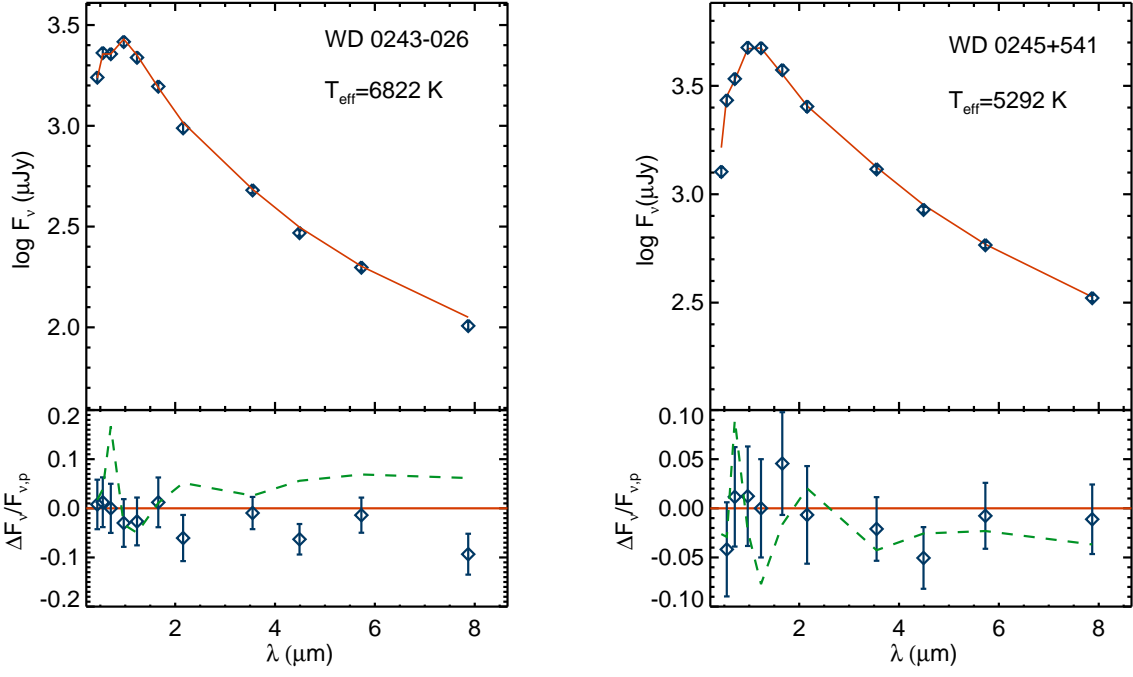 WD 0243-026
T_eff=6822 K
3.5
3.0
2.5
2.0
log F_ν (μJy)
0.2
0.1
0.0
-0.1
-0.2
ΔF_ν/F_ν,p
2 4 6 8
λ (μm)
WD 0245+541
T_eff=5292 K
3.5
3.0
2.5
log F_ν(μJy)
0.10
0.05
0.00
-0.05
-0.10
ΔF_ν/F_ν,p
2 4 6 8
λ (μm)